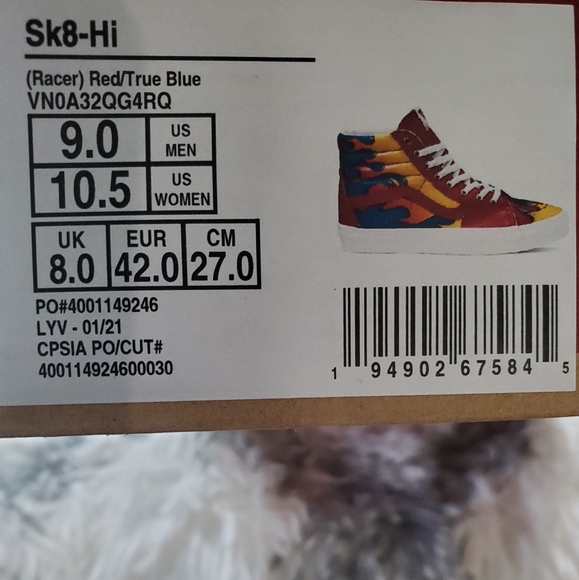 Sk8-Hi
(Racer) Red/True Blue
VN0A32QG4RQ
9.0 US MEN
10.5 US WOMEN
UK EUR CM
8.0 42.0 27.0
PO#4001149246
LYV - 01/21
CPSIA PO/CUT#
400114924600030
1 94902 67584 5